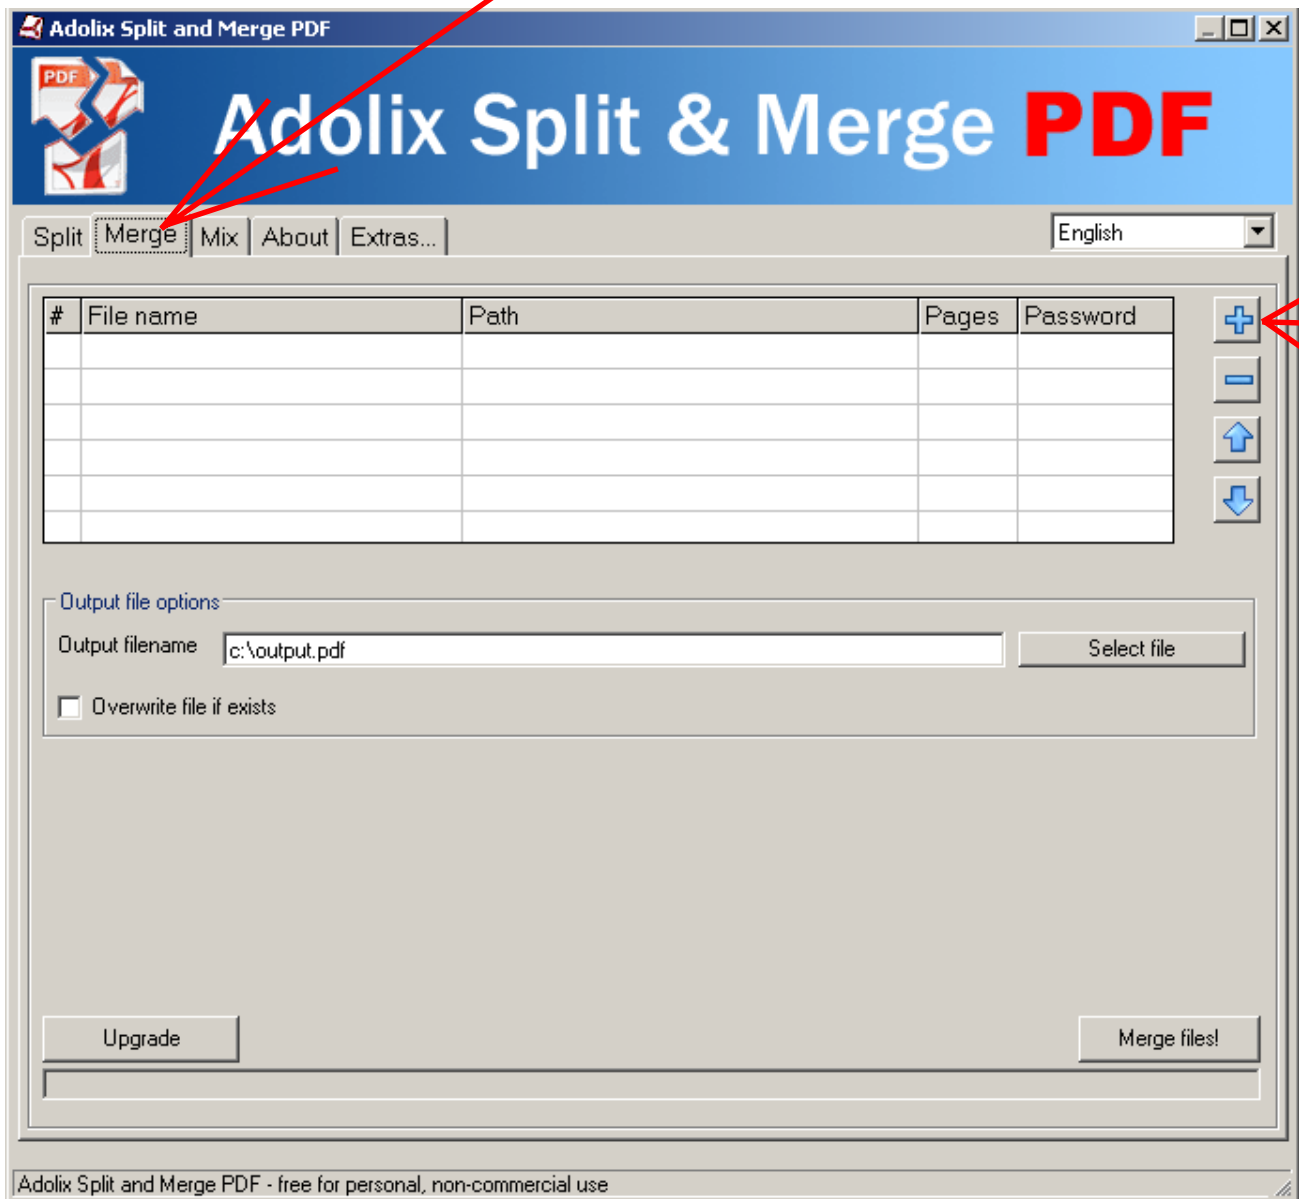 Adolix Split and Merge PDF
PDF
Adolix Split & Merge PDF
Split Merge Mix About Extras... English
# File name Path Pages Password
Output file options
Output filename c:\output.pdf Select file
Overwrite file if exists
Upgrade Merge files!
Adolix Split and Merge PDF - free for personal, non-commercial use